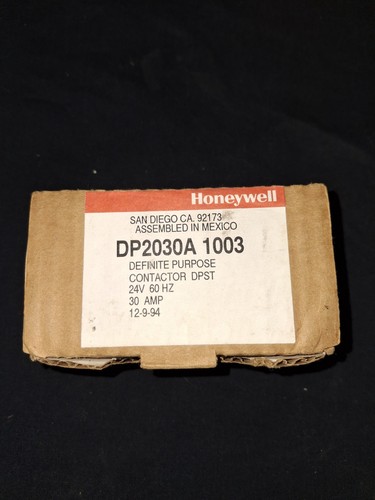 Honeywell
SAN DIEGO CA. 92173
ASSEMBLED IN MEXICO
DP2030A 1003
DEFINITE PURPOSE
CONTACTOR DPST
24V 60 HZ
30 AMP
12-9-94